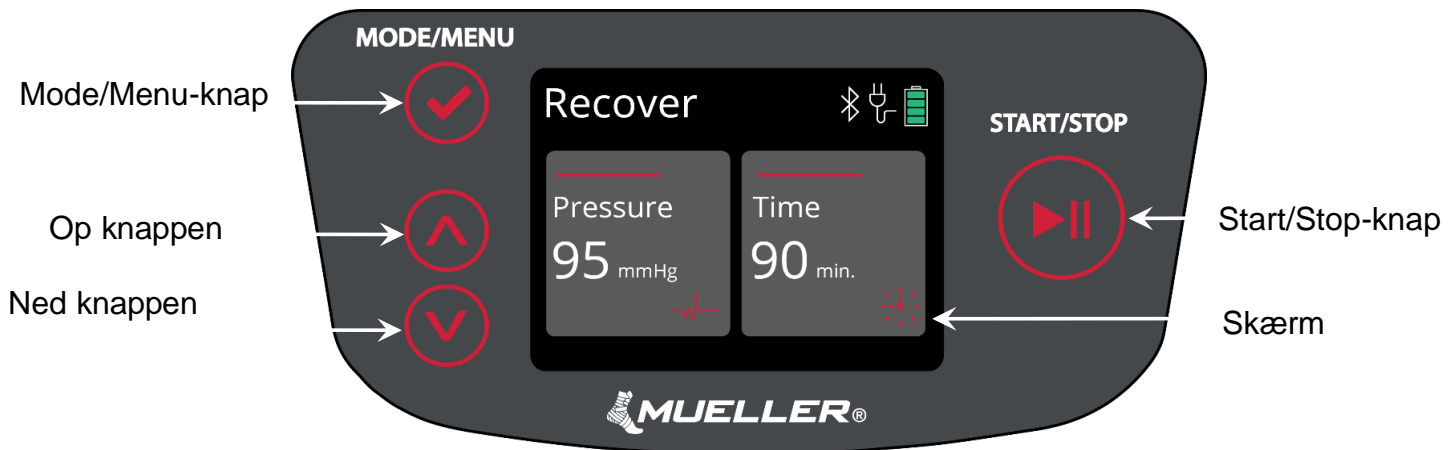 MODE/MENU
Mode/Menu-knap
Recover
START/STOP
Pressure
Time
Op knappen
Start/Stop-knap
95 mmHg
90 min.
Ned knappen
Skærm
MUELLER®